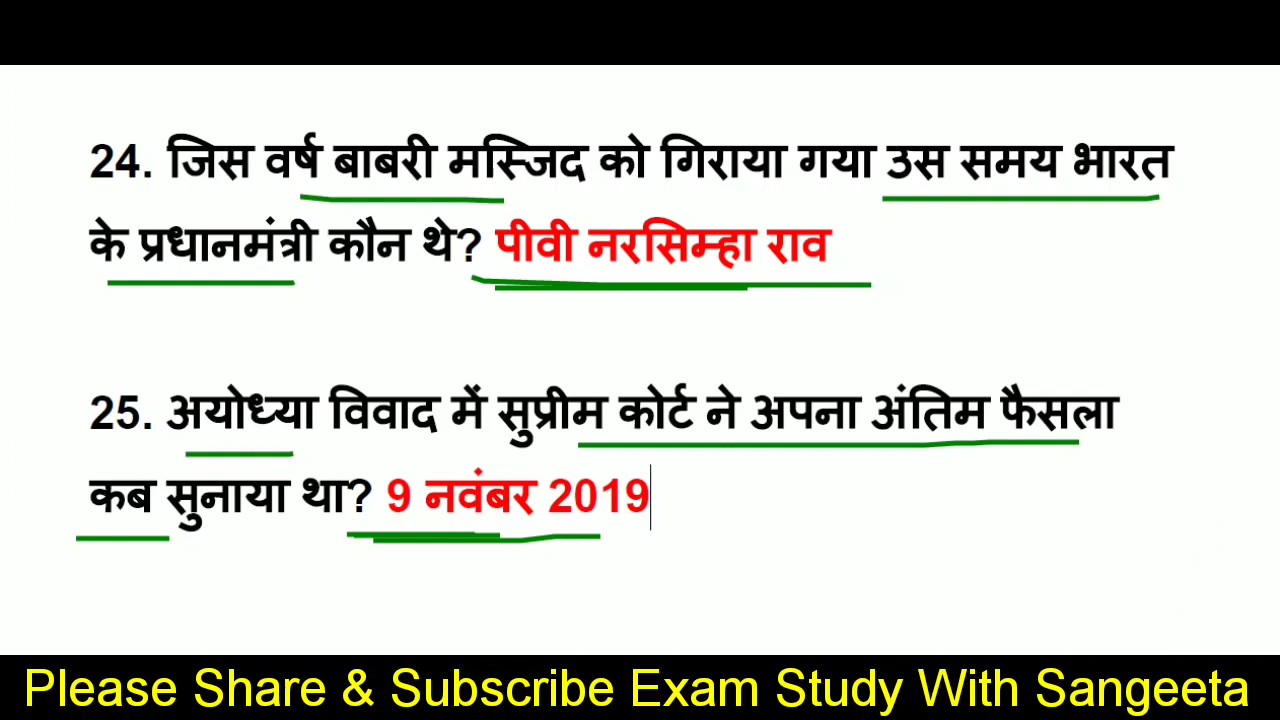 24. जिस वर्ष बाबरी मस्जिद को गिराया गया उस समय भारत
के प्रधानमंत्री कौन थे? पीवी नरसिम्हा राव
25. अयोध्या विवाद में सुप्रीम कोर्ट ने अपना अंतिम फैसला
कब सुनाया था? 9 नवंबर 2019
Please Share & Subscribe Exam Study With Sangeeta